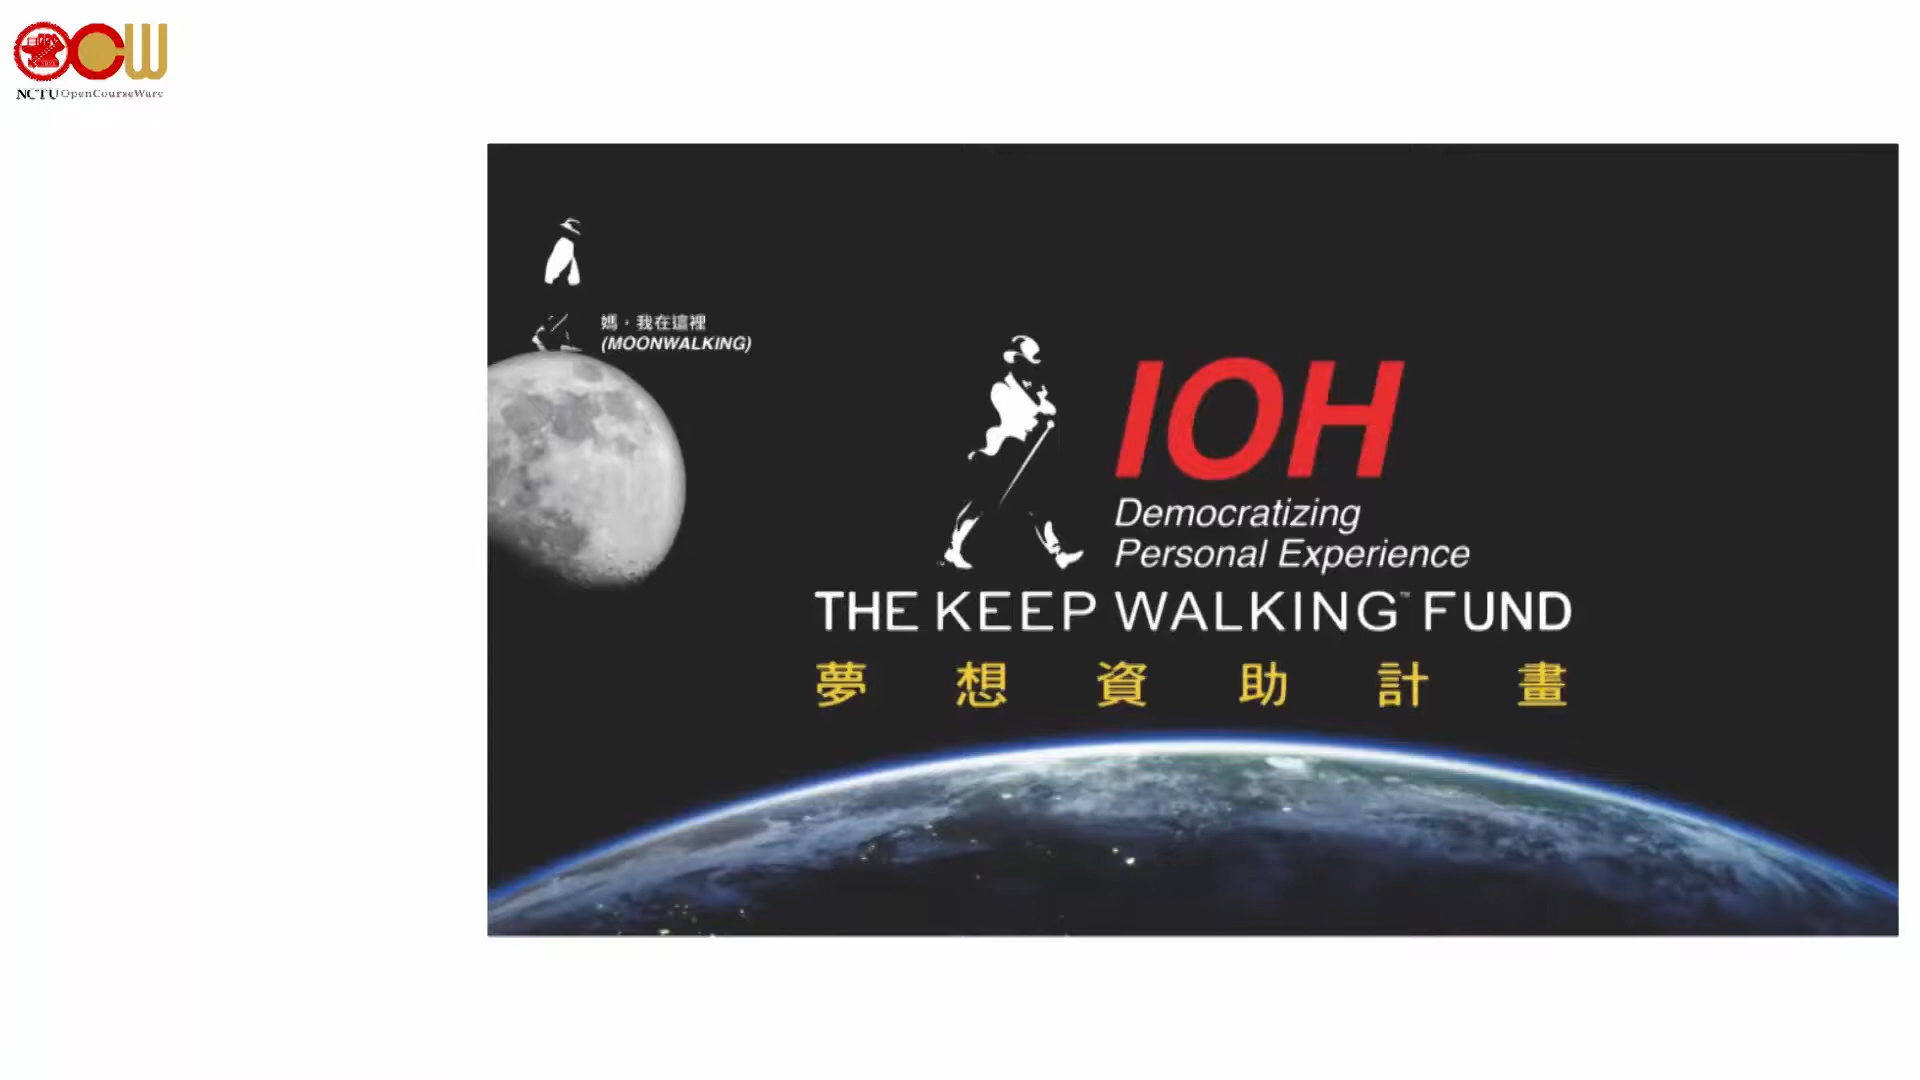 OCW
NCTU OpenCourseWare
媽，我在這裡
(MOONWALKING)
IOH
Democratizing
Personal Experience
THE KEEP WALKING™ FUND
夢想資助計畫